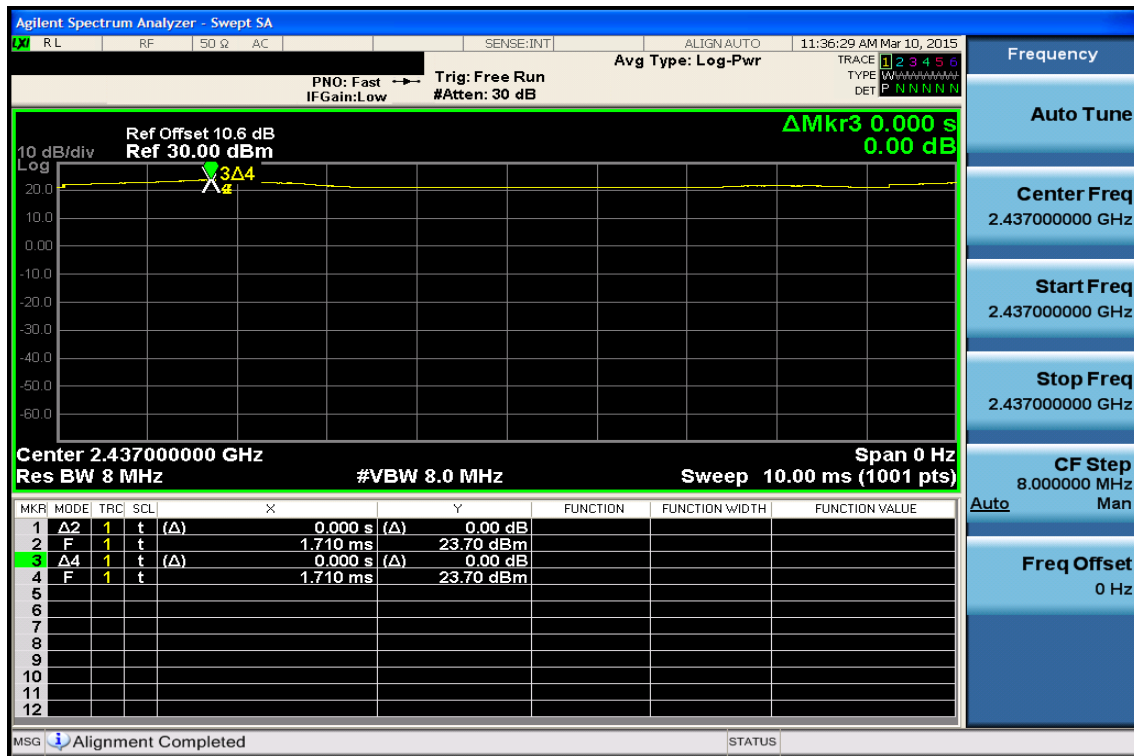 Agilent Spectrum Analyzer - Swept SA
LXI RL RF 50 Ω AC SENSE:INT ALIGN AUTO 11:36:29 AM Mar 10, 2015
PNO: Fast Trig: Free Run Avg Type: Log-Pwr TRACE 1 2 3 4 5 6
IFGain:Low #Atten: 30 dB TYPE
DET P N N N N N
ΔMkr3 0.000 s
0.00 dB
Ref Offset 10.6 dB
10 dB/div Ref 30.00 dBm
Log
3Δ4
20.0
10.0
0.00
-10.0
-20.0
-30.0
-40.0
-50.0
-60.0
Center 2.437000000 GHz Span 0 Hz
Res BW 8 MHz #VBW 8.0 MHz Sweep 10.00 ms (1001 pts)
MKR MODE TRC SCL X Y FUNCTION FUNCTION WIDTH FUNCTION VALUE
1 Δ2 1 t (Δ) 0.000 s (Δ) 0.00 dB
2 F 1 t 1.710 ms 23.70 dBm
3 Δ4 1 t (Δ) 0.000 s (Δ) 0.00 dB
4 F 1 t 1.710 ms 23.70 dBm
5
6
7
8
9
10
11
12
MSG Alignment Completed STATUS
Frequency
Auto Tune
Center Freq
2.437000000 GHz
Start Freq
2.437000000 GHz
Stop Freq
2.437000000 GHz
CF Step
8.000000 MHz
Auto Man
Freq Offset
0 Hz